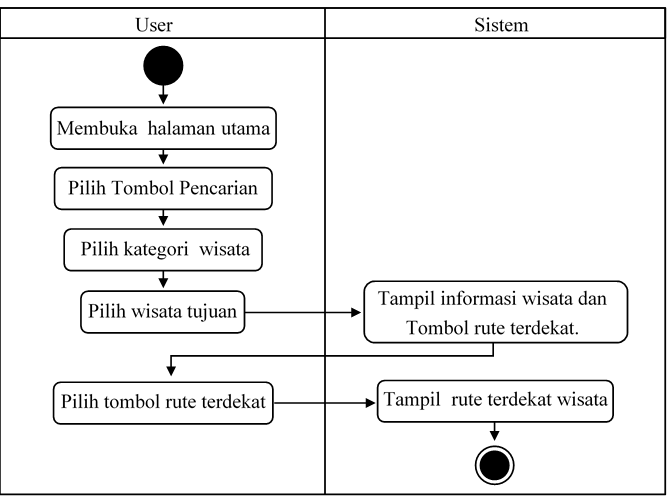 User
Sistem
Membuka halaman utama
Pilih Tombol Pencarian
Pilih kategori wisata
Pilih wisata tujuan
Tampil informasi wisata dan
Tombol rute terdekat.
Pilih tombol rute terdekat
Tampil rute terdekat wisata